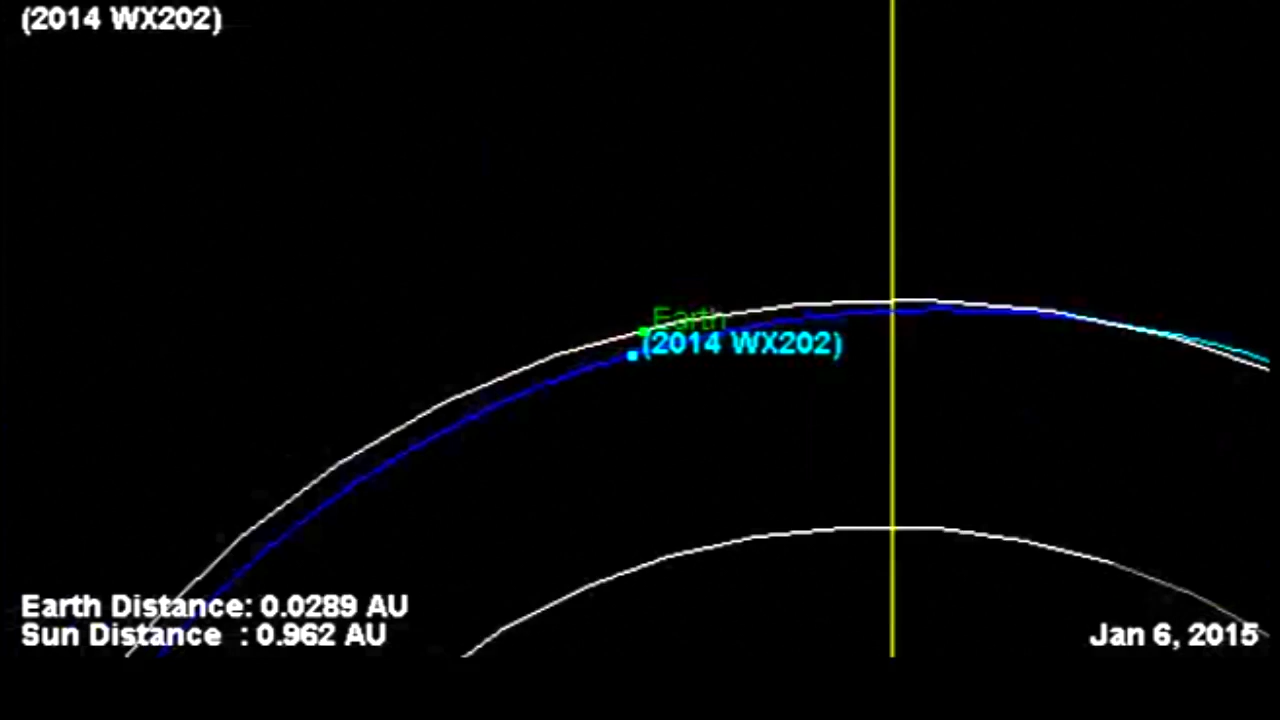 (2014 WX202)
Earth
(2014 WX202)
Earth Distance: 0.0289 AU
Sun Distance : 0.962 AU
Jan 6, 2015